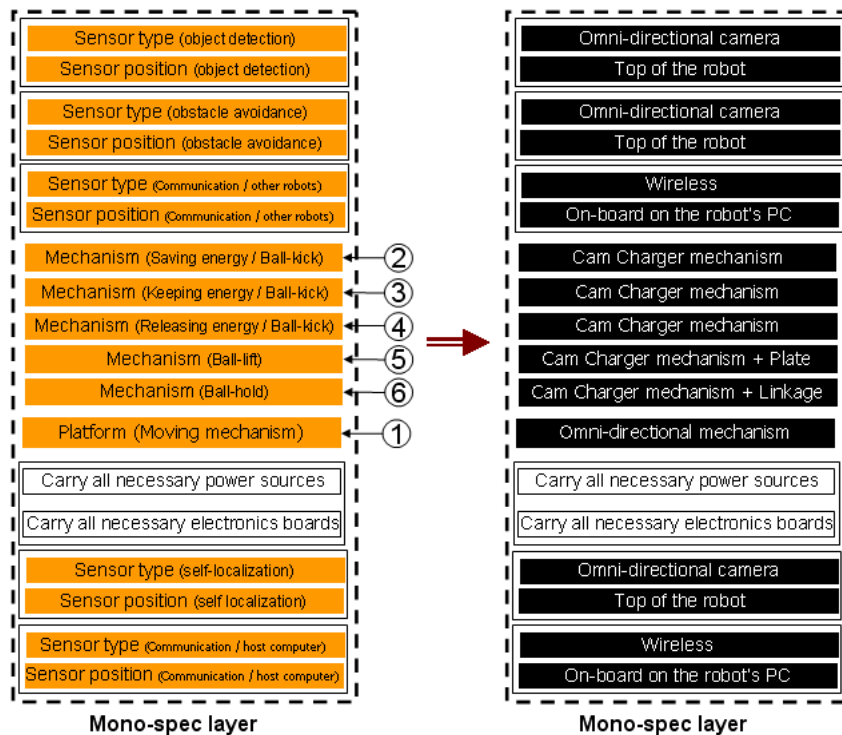 Sensor type (object detection)
Sensor position (object detection)
Sensor type (obstacle avoidance)
Sensor position (obstacle avoidance)
Sensor type (Communication / other robots)
Sensor position (Communication / other robots)
Mechanism (Saving energy / Ball-kick)
2
Mechanism (Keeping energy / Ball-kick)
3
Mechanism (Releasing energy / Ball-kick)
4
Mechanism (Ball-lift)
5
Mechanism (Ball-hold)
6
Platform (Moving mechanism)
1
Carry all necessary power sources
Carry all necessary electronics boards
Sensor type (self-localization)
Sensor position (self localization)
Sensor type (Communication / host computer)
Sensor position (Communication / host computer)
Mono-spec layer
Omni-directional camera
Top of the robot
Omni-directional camera
Top of the robot
Wireless
On-board on the robot's PC
Cam Charger mechanism
Cam Charger mechanism
Cam Charger mechanism
Cam Charger mechanism + Plate
Cam Charger mechanism + Linkage
Omni-directional mechanism
Carry all necessary power sources
Carry all necessary electronics boards
Omni-directional camera
Top of the robot
Wireless
On-board on the robot's PC
Mono-spec layer